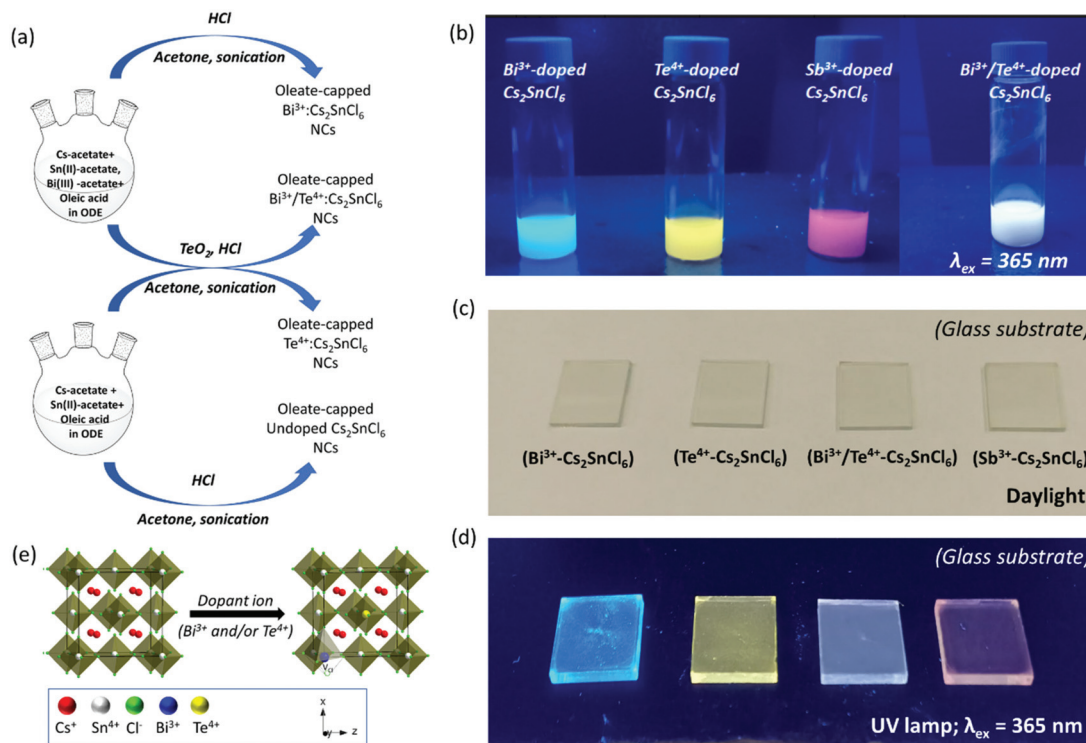 (a)
HCl
Acetone, sonication
Oleate-capped
Bi³⁺:Cs₂SnCl₆
NCs
Cs-acetate+
Sn(II)-acetate,
Bi(III) -acetate+
Oleic acid
in ODE
Oleate-capped
Bi³⁺/Te⁴⁺:Cs₂SnCl₆
NCs
TeO₂, HCl
Acetone, sonication
Oleate-capped
Te⁴⁺:Cs₂SnCl₆
NCs
Cs-acetate +
Sn(II)-acetate+
Oleic acid
in ODE
Oleate-capped
Undoped Cs₂SnCl₆
NCs
HCl
Acetone, sonication
(b)
Bi³⁺-doped
Cs₂SnCl₆
Te⁴⁺-doped
Cs₂SnCl₆
Sb³⁺-doped
Cs₂SnCl₆
Bi³⁺/Te⁴⁺-doped
Cs₂SnCl₆
λex = 365 nm
(c)
(Glass substrate)
(Bi³⁺-Cs₂SnCl₆)
(Te⁴⁺-Cs₂SnCl₆)
(Bi³⁺/Te⁴⁺-Cs₂SnCl₆)
(Sb³⁺-Cs₂SnCl₆)
Daylight
(d)
(Glass substrate)
UV lamp; λex = 365 nm
(e)
Dopant ion
(Bi³⁺ and/or Te⁴⁺)
VCl
Cs⁺ Sn⁴⁺ Cl⁻ Bi³⁺ Te⁴⁺
x
y
z